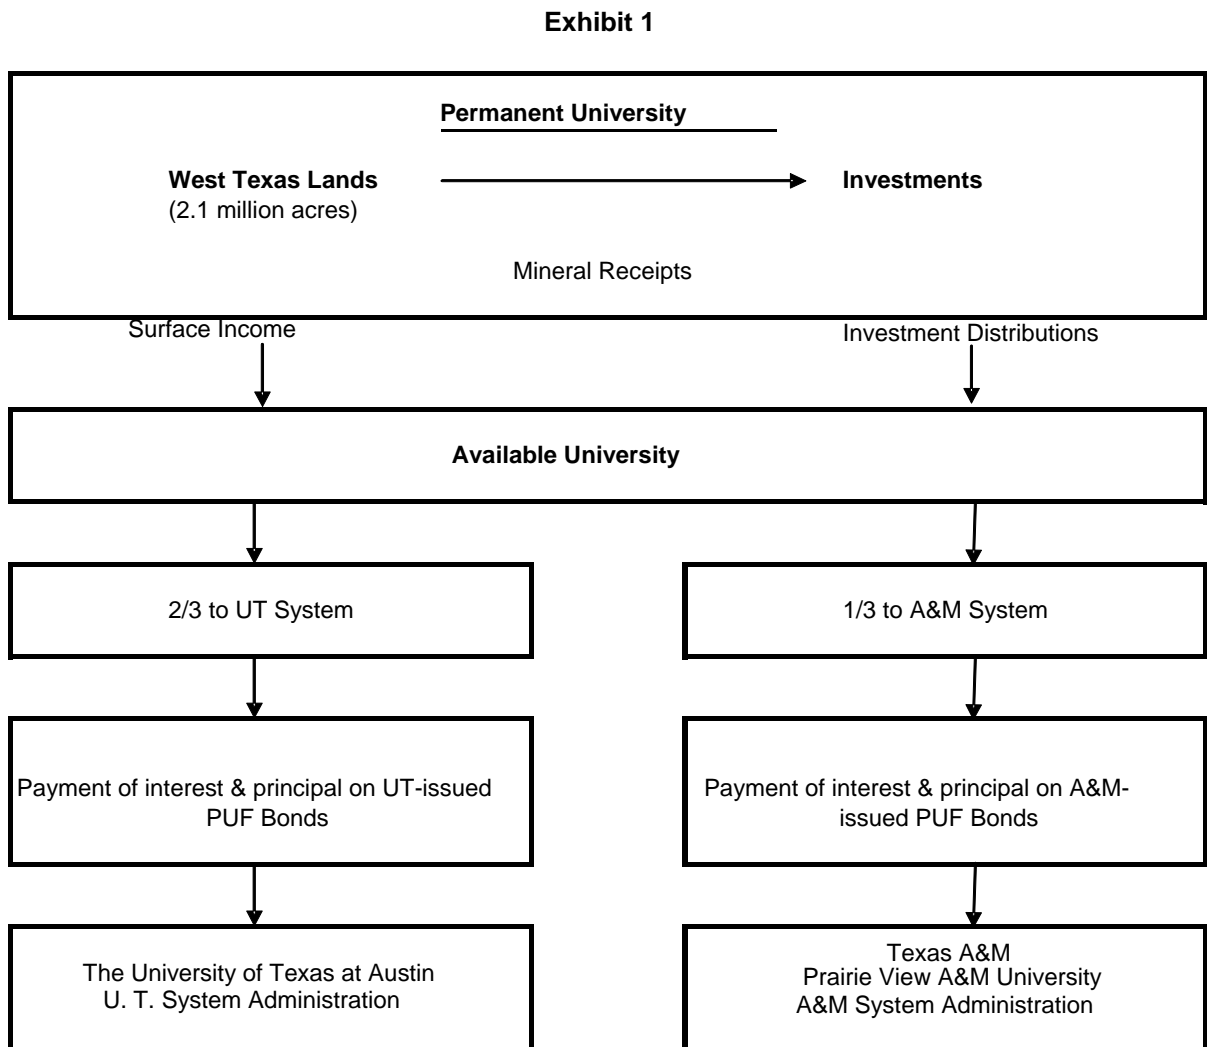 Exhibit 1
Permanent University
West Texas Lands
(2.1 million acres)
Investments
Mineral Receipts
Surface Income
Investment Distributions
Available University
2/3 to UT System
1/3 to A&M System
Payment of interest & principal on UT-issued
PUF Bonds
Payment of interest & principal on A&M-
issued PUF Bonds
The University of Texas at Austin
U. T. System Administration
Texas A&M
Prairie View A&M University
A&M System Administration